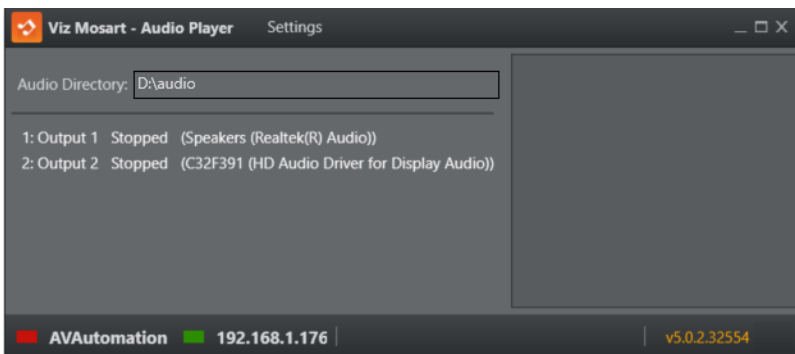 Viz Mosart - Audio Player Settings
Audio Directory: D:\audio
1: Output 1 Stopped (Speakers (Realtek(R) Audio))
2: Output 2 Stopped (C32F391 (HD Audio Driver for Display Audio))
AVAutomation 192.168.1.176 v5.0.2.32554